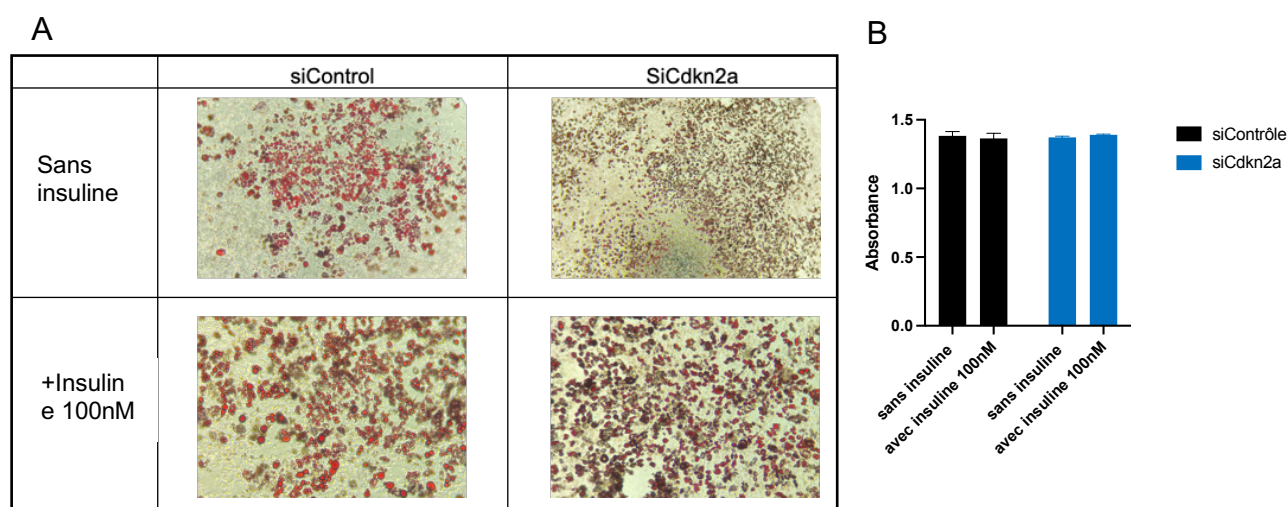 A
siControl
SiCdkn2a
Sans
insuline
+Insulin
e 100nM
B
1.5
1.0
0.5
0.0
Absorbance
sans insuline
avec insuline 100nM
sans insuline
avec insuline 100nM
siContrôle
siCdkn2a